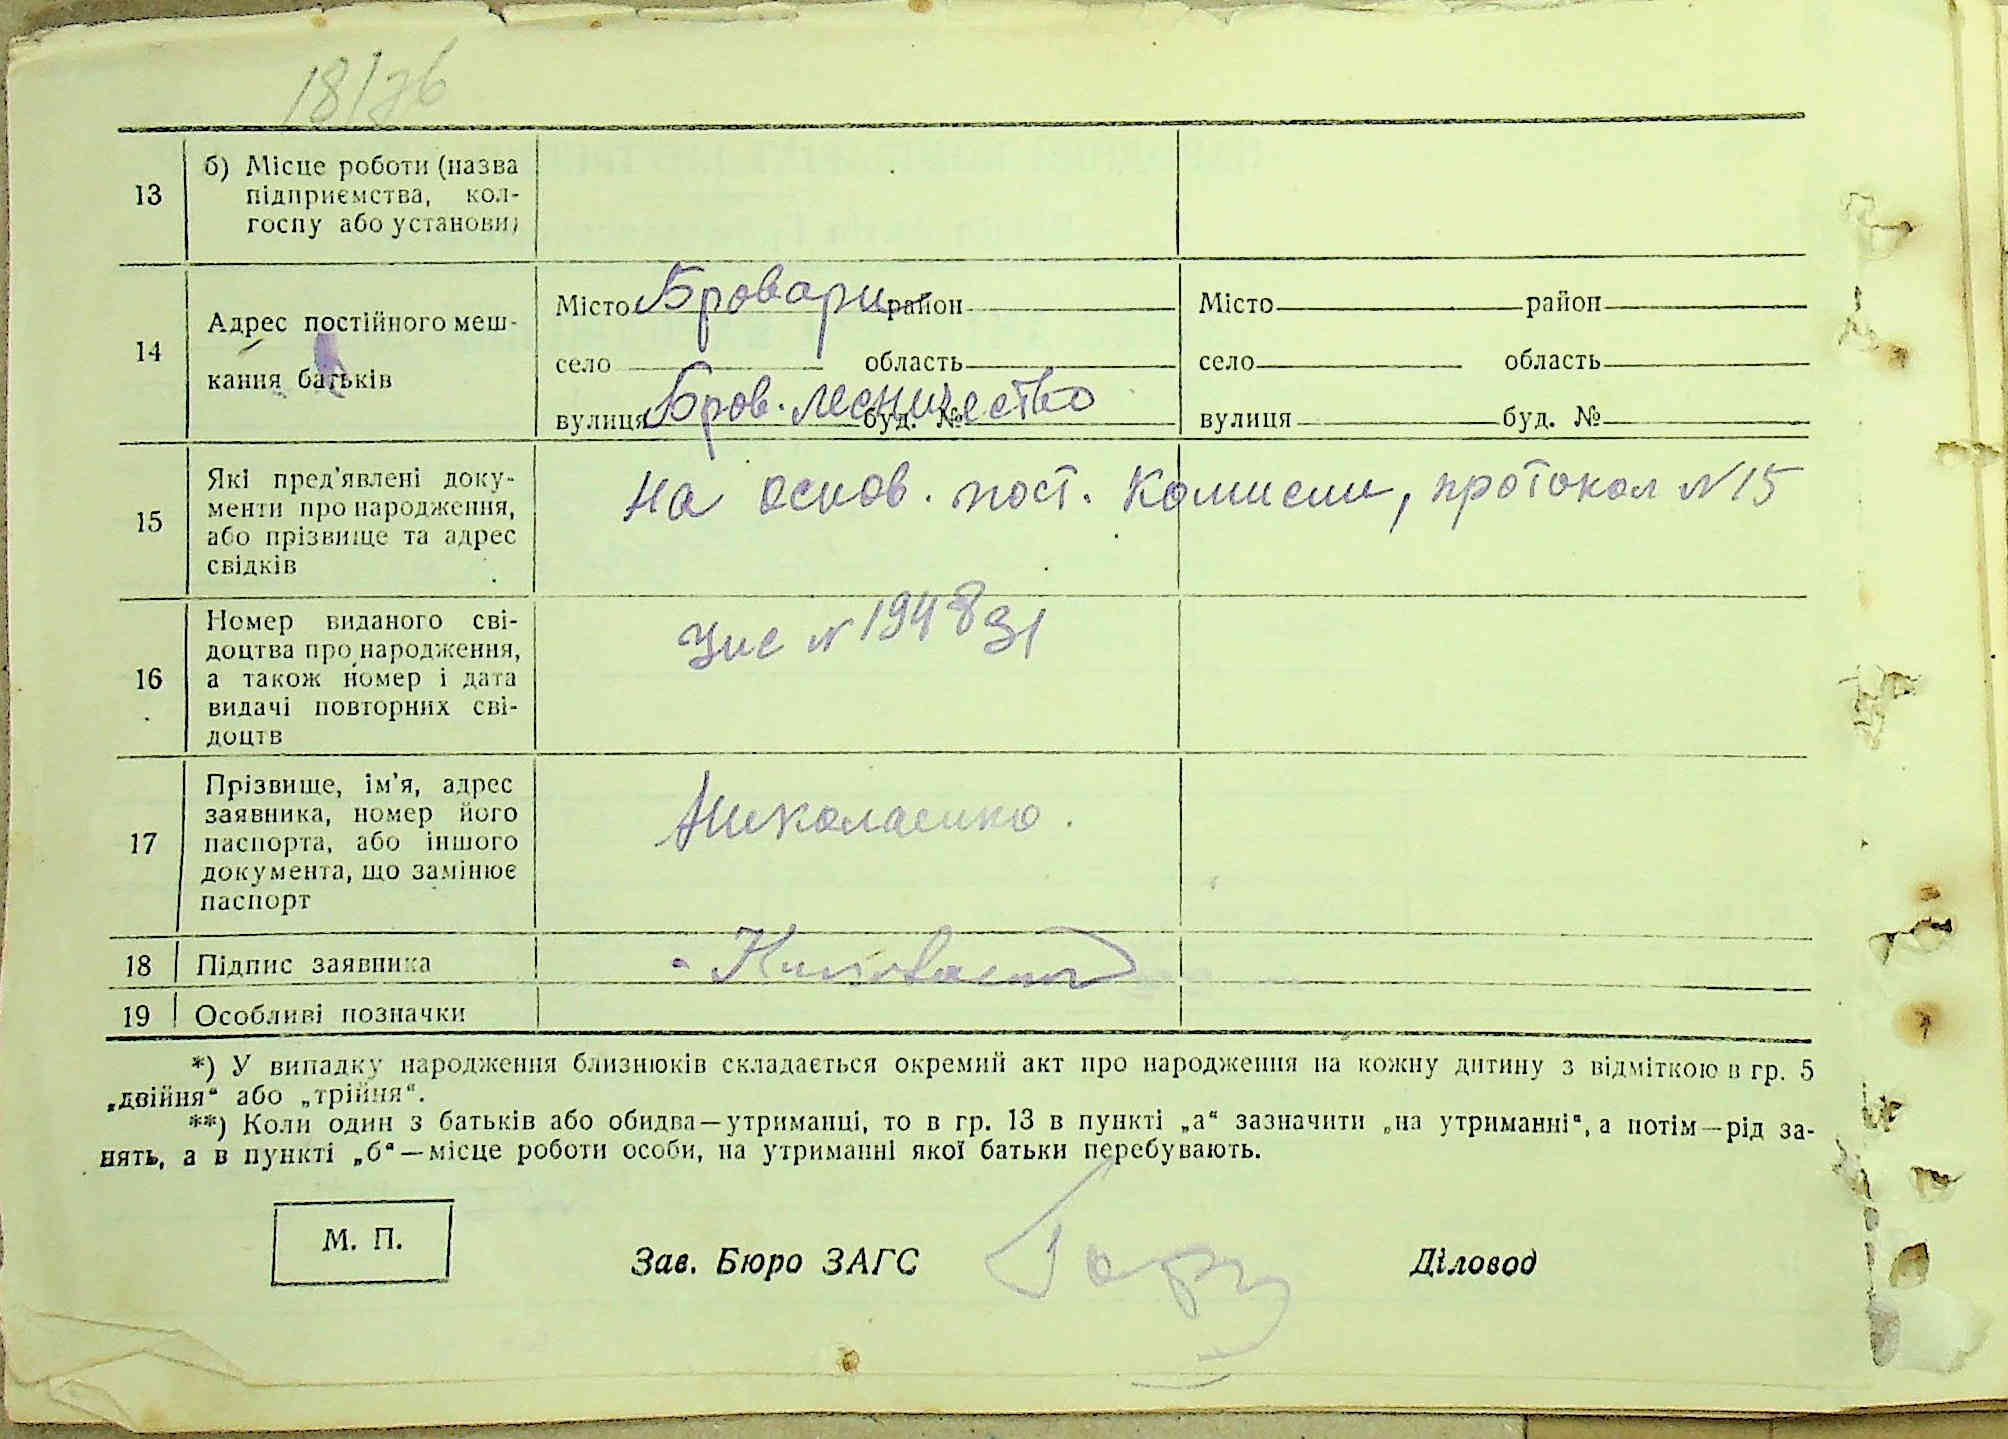 13
б) Місце роботи (назва
підприємства, кол-
госпу або установи)
14
Адрес постійного меш-
кання батьків
Місто Бровари район
село область
вулиця Бров. лесничество буд. №
Місто район
село область
вулиця буд. №
15
Які пред'явлені доку-
менти про народження,
або прізвище та адрес
свідків
На основ. пост. Комисии, протокол №15
16
Номер виданого сві-
доцтва про народження,
а також номер і дата
видачі повторних сві-
доцтв
№ 194831
17
Прізвище, ім'я, адрес
заявника, номер його
паспорта, або іншого
документа, що замінює
паспорт
Николаенко.
18
Підпис заявника
19
Особливі позначки
*) У випадку народження близнюків складається окремий акт про народження на кожну дитину з відміткою в гр. 5
„двійня“ або „трійня“.
**) Коли один з батьків або обидва—утриманці, то в гр. 13 в пункті „а“ зазначити „на утриманні“, а потім—рід за-
нять, а в пункті „б“—місце роботи особи, на утриманні якої батьки перебувають.
М. П.
Зав. Бюро ЗАГС
Діловод